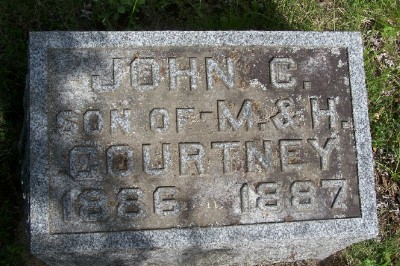 JOHN C.
SON OF M. & H.
COURTNEY
1886 1887